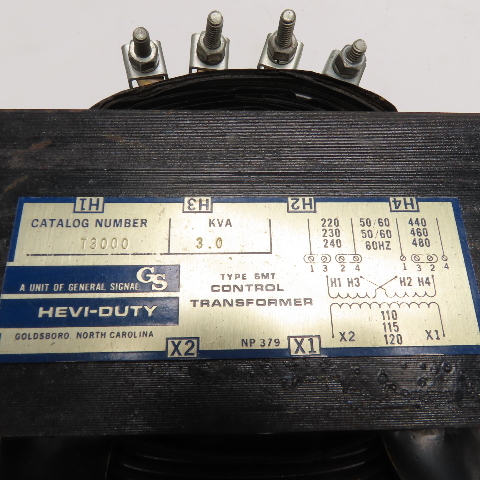 H1 H3 H2 H4
CATALOG NUMBER KVA
T3000 3.0
220 50/60 440
230 50/60 460
240 60HZ 480
1 3 2 4 1 3 2 4
GS
A UNIT OF GENERAL SIGNAL
TYPE SMT
CONTROL
TRANSFORMER
H1 H3 H2 H4
HEVI-DUTY
GOLDSBORO, NORTH CAROLINA
X2 NP 379 X1
110
115
120
X2 X1